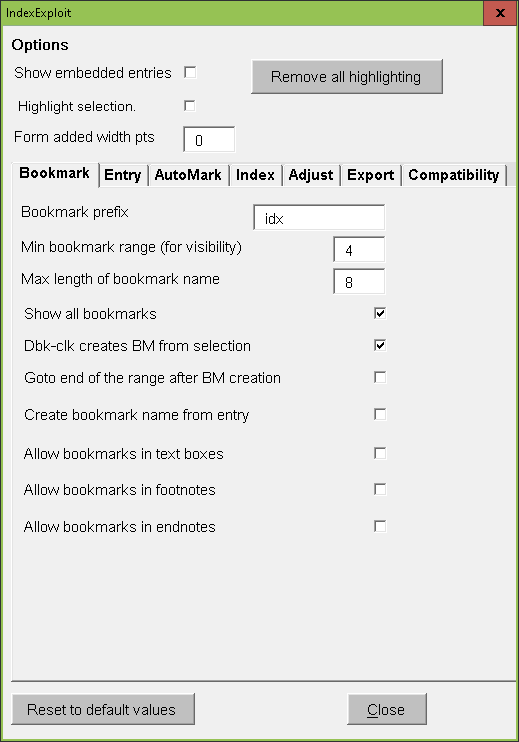 IndexExploit
x
Options
Show embedded entries
Remove all highlighting
Highlight selection.
Form added width pts 0
Bookmark Entry AutoMark Index Adjust Export Compatibility
Bookmark prefix idx
Min bookmark range (for visibility) 4
Max length of bookmark name 8
Show all bookmarks
Dbk-clk creates BM from selection
Goto end of the range after BM creation
Create bookmark name from entry
Allow bookmarks in text boxes
Allow bookmarks in footnotes
Allow bookmarks in endnotes
Reset to default values Close